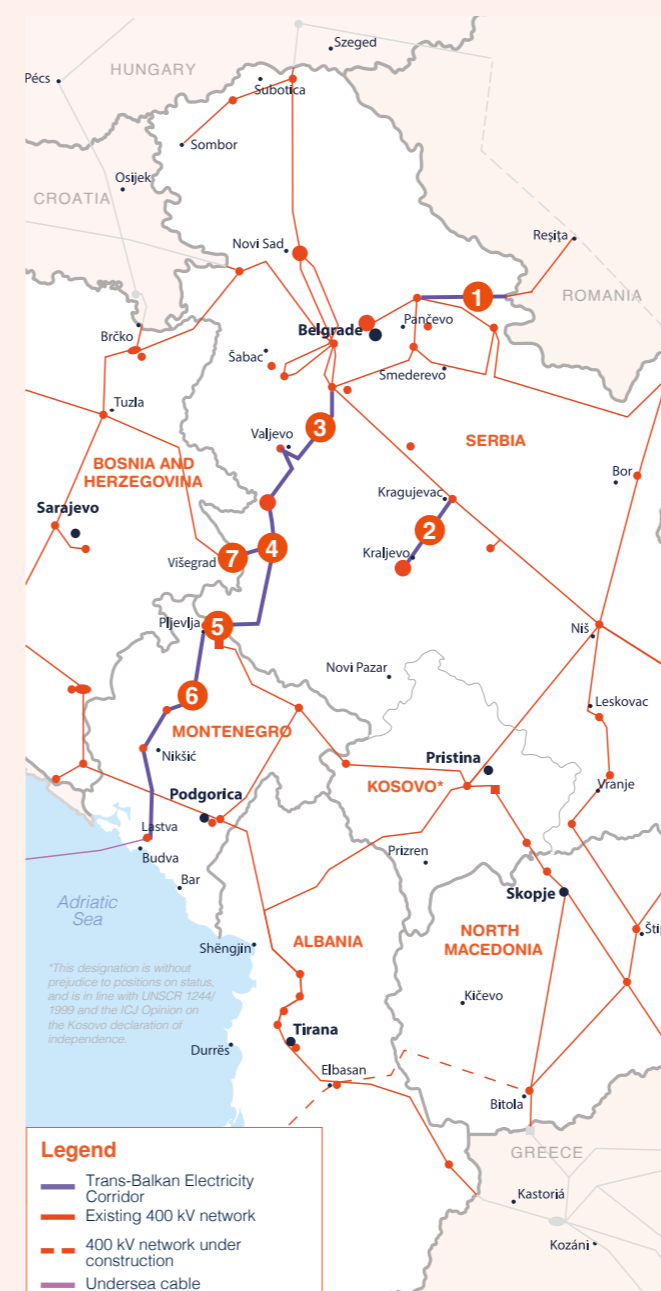 Szeged
HUNGARY
Pécs
Subotica
Sombor
Osijek
CROATIA
Novi Sad
Reşiţa
1
ROMANIA
Brčko
Belgrade
Pančevo
Šabac
Smederevo
Tuzla
3
Valjevo
SERBIA
BOSNIA AND
HERZEGOVINA
Bor
Kragujevac
Sarajevo
2
4
7
Višegrad
Kraljevo
5
Pljevlja
Niš
Novi Pazar
6
Leskovac
MONTENEGRO
Nikšić
Pristina
KOSOVO*
Vranje
Podgorica
Lastva
Budva
Prizren
Bar
Skopje
Adriatic
Sea
NORTH
MACEDONIA
ALBANIA
Shëngjin
Šti
*This designation is without
prejudice to positions on status,
and is in line with UNSCR 1244/
1999 and the ICJ Opinion on
the Kosovo declaration of
independence.
Kičevo
Tirana
Durrës
Elbasan
Bitola
GREECE
Kastoriá
Kozáni
Legend
Trans-Balkan Electricity
Corridor
Existing 400 kV network
400 kV network under
construction
Undersea cable